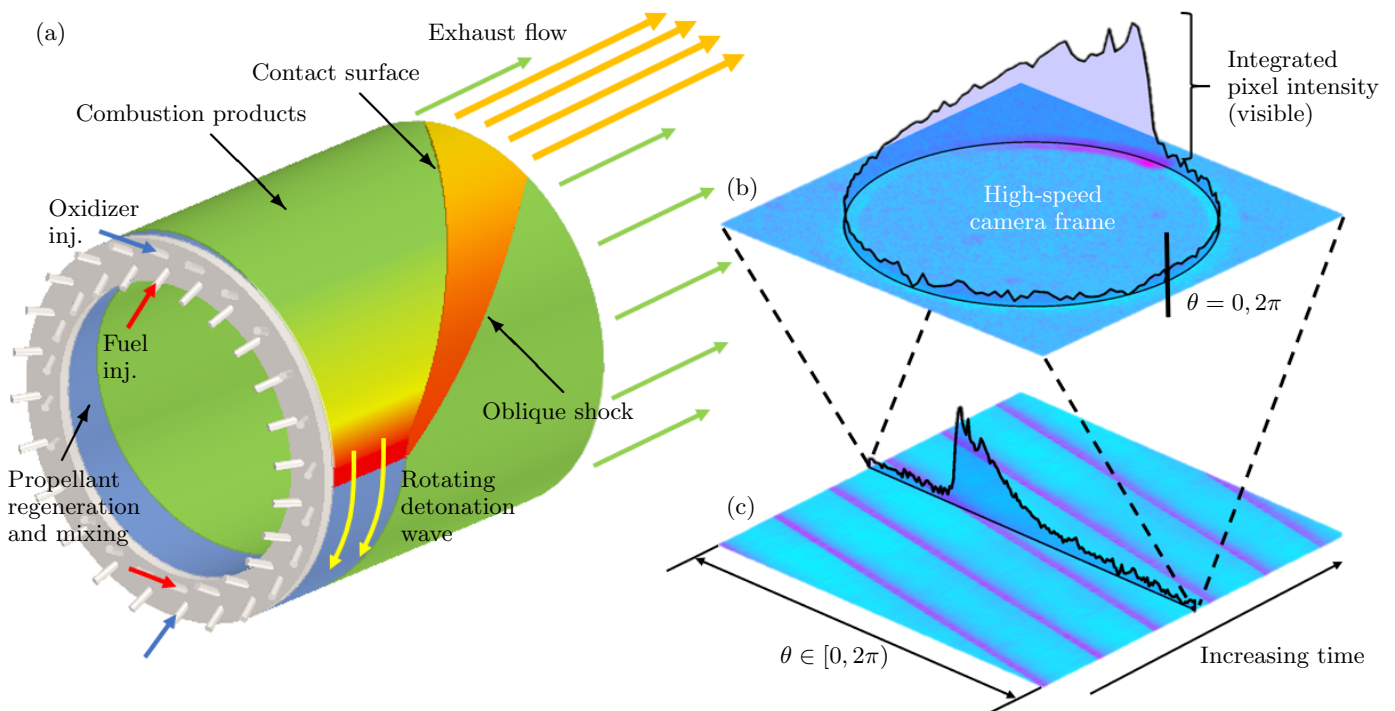 (a)
Exhaust flow
Contact surface
Combustion products
Oxidizer
inj.
Fuel
inj.
Oblique shock
Propellant
regeneration
and mixing
Rotating
detonation
wave
Integrated
pixel intensity
(visible)
(b)
High-speed
camera frame
θ = 0, 2π
(c)
θ ∈ [0, 2π)
Increasing time